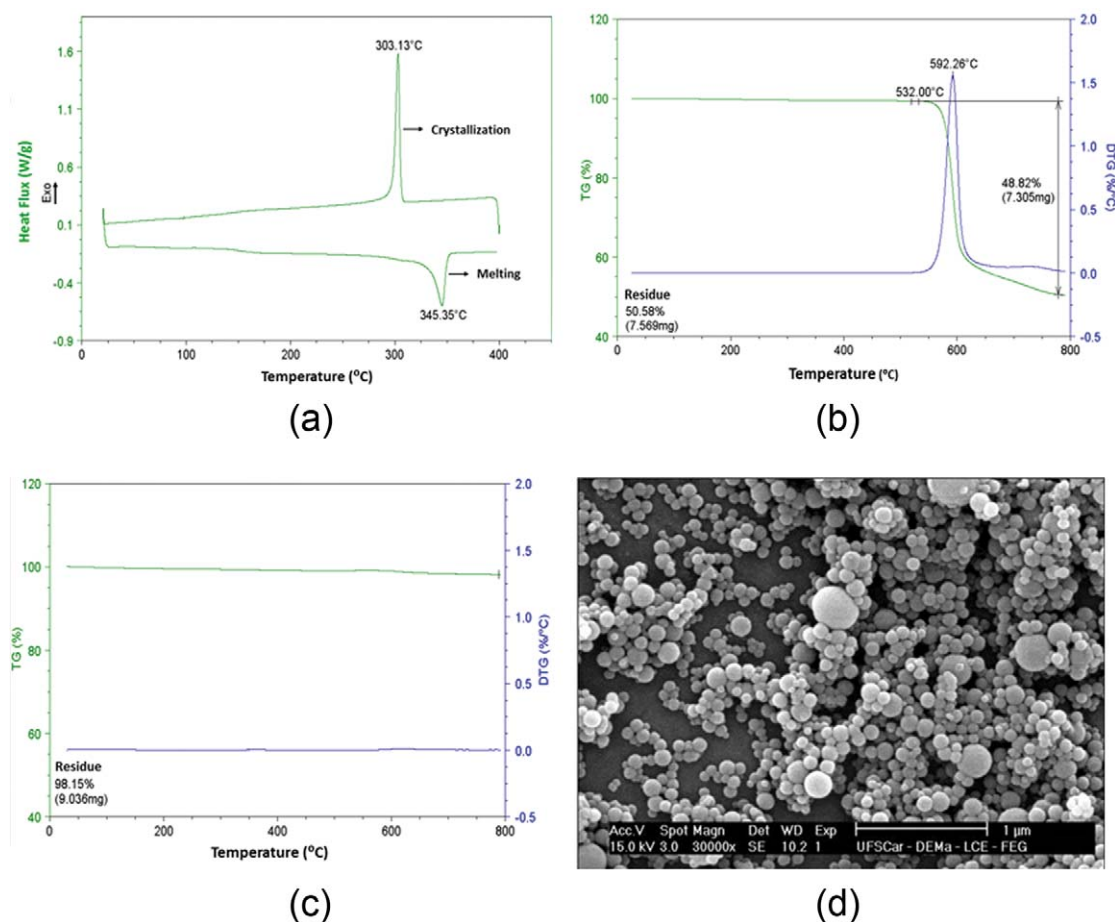 1.6
1.1
0.6
0.1
-0.4
-0.9
Heat Flux (W/g)
Exo
303.13°C
Crystallization
Melting
345.35°C
0 100 200 300 400
Temperature (°C)
(a)
120
100
80
60
40
TG (%)
532.00°C
592.26°C
48.82%
(7.305mg)
Residue
50.58%
(7.569mg)
2.0
1.5
1.0
0.5
0.0
-0.5
DTG (%/°C)
0 200 400 600 800
Temperature (°C)
(b)
120
100
80
60
40
TG (%)
Residue
98.15%
(9.036mg)
2.0
1.5
1.0
0.5
0.0
-0.5
DTG (%/°C)
0 200 400 600 800
Temperature (°C)
(c)
Acc.V Spot Magn Det WD Exp 1 µm
15.0 kV 3.0 30000x SE 10.2 1 UFSCar - DEMa - LCE - FEG
(d)